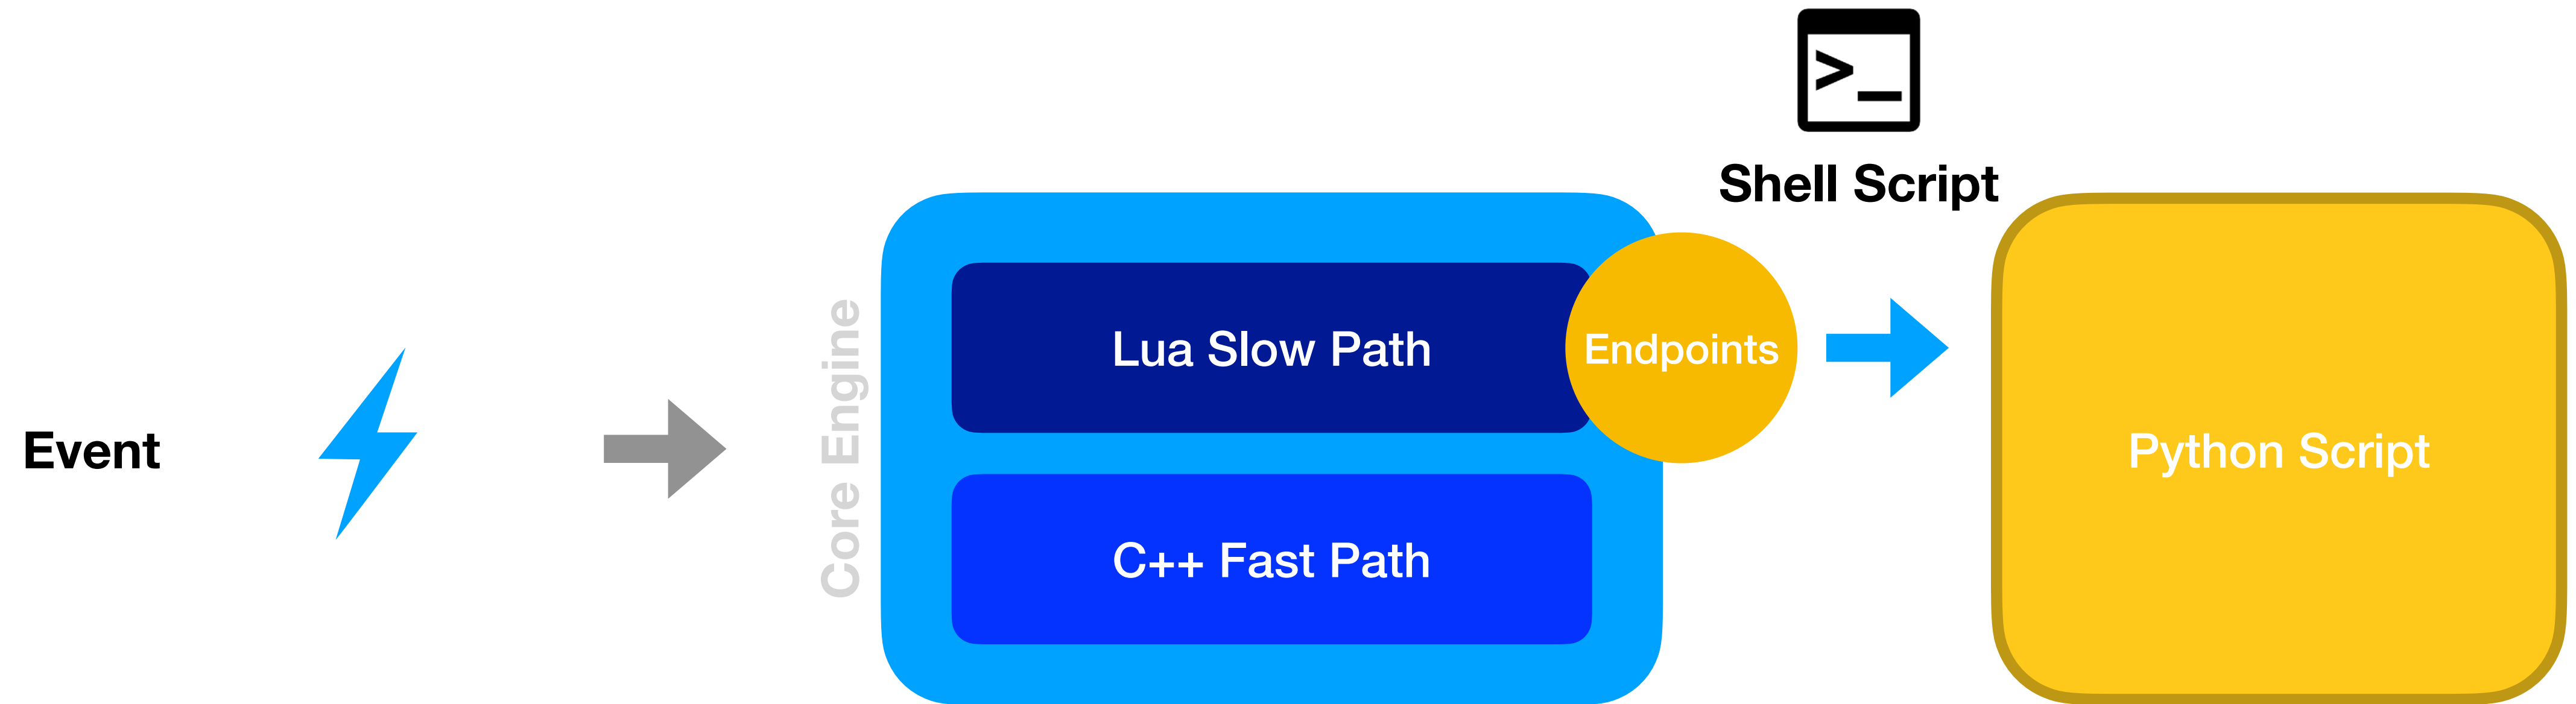 Shell Script
Event
Core Engine
Lua Slow Path
Endpoints
C++ Fast Path
Python Script